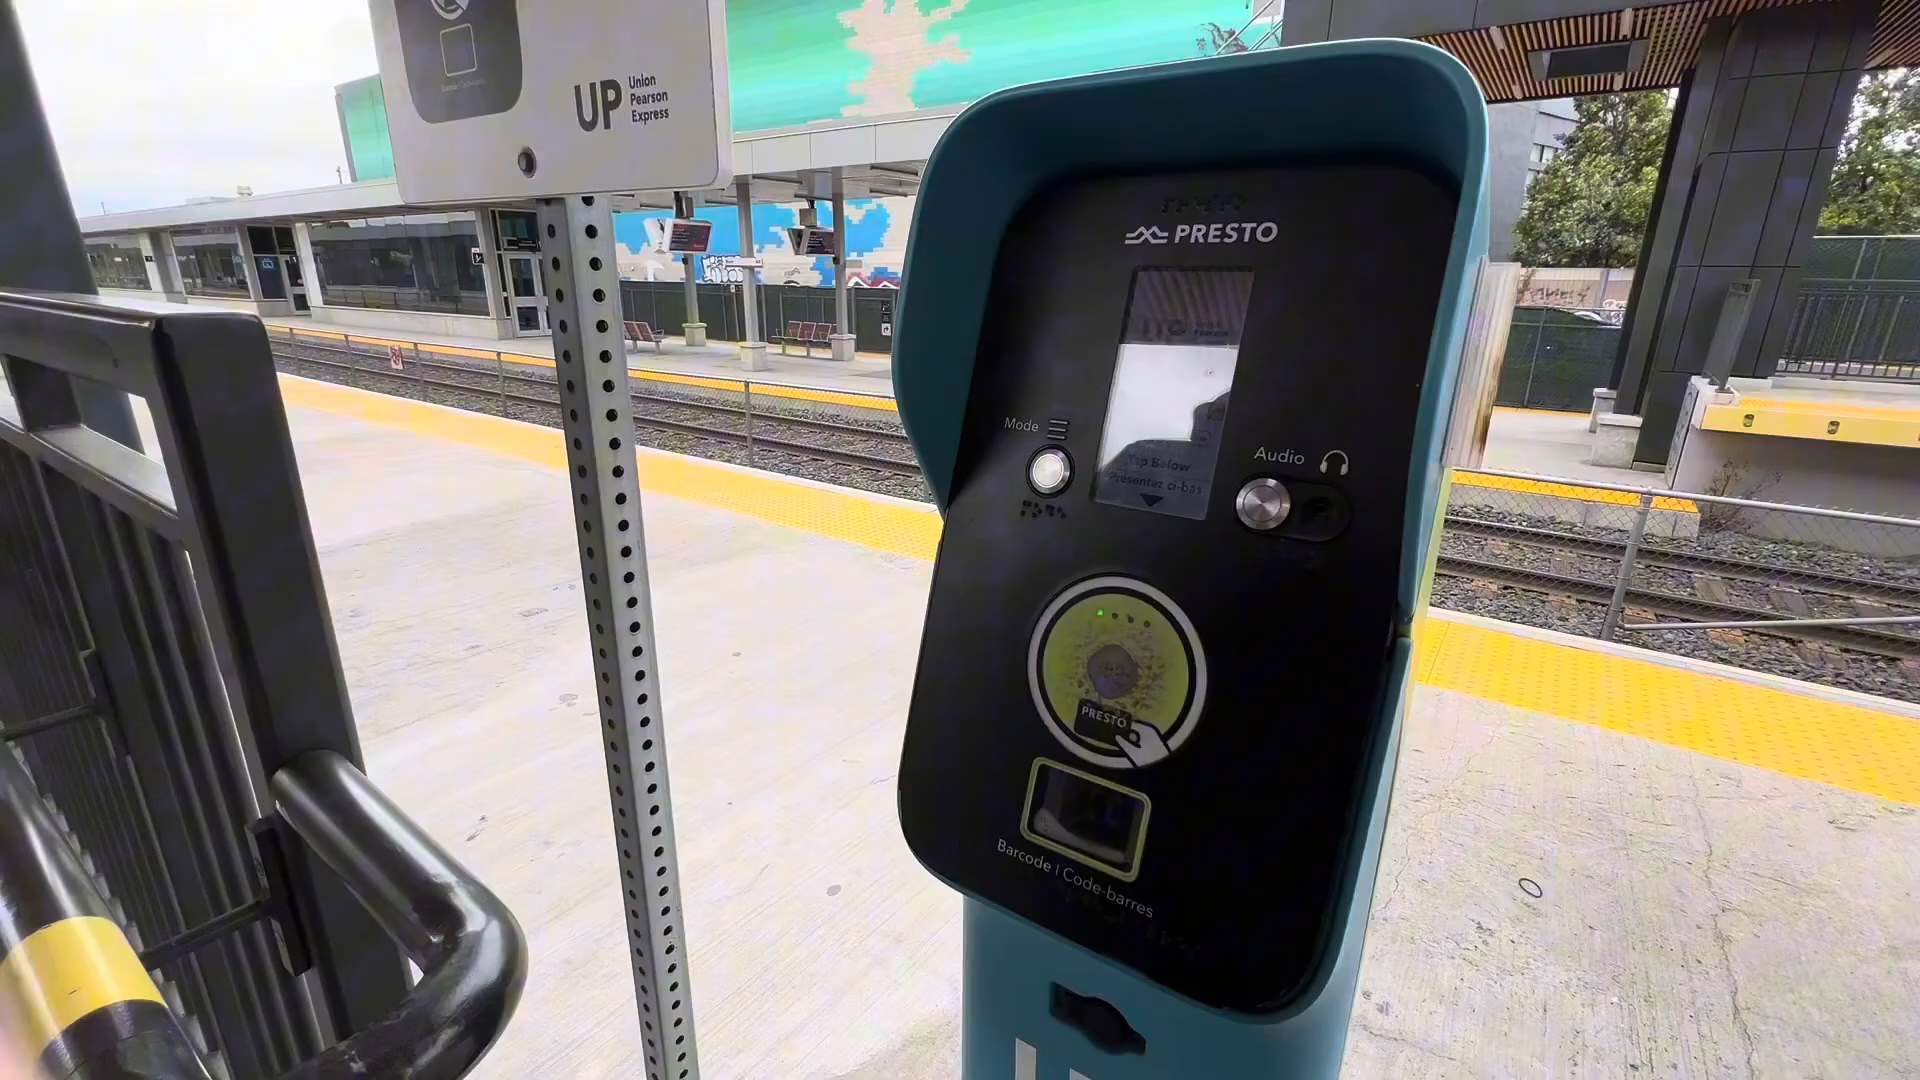 UP
Union
Pearson
Express
PRESTO
Mode
Audio
Tap Below
Présentez ci-bas
PRESTO
Barcode | Code-barres